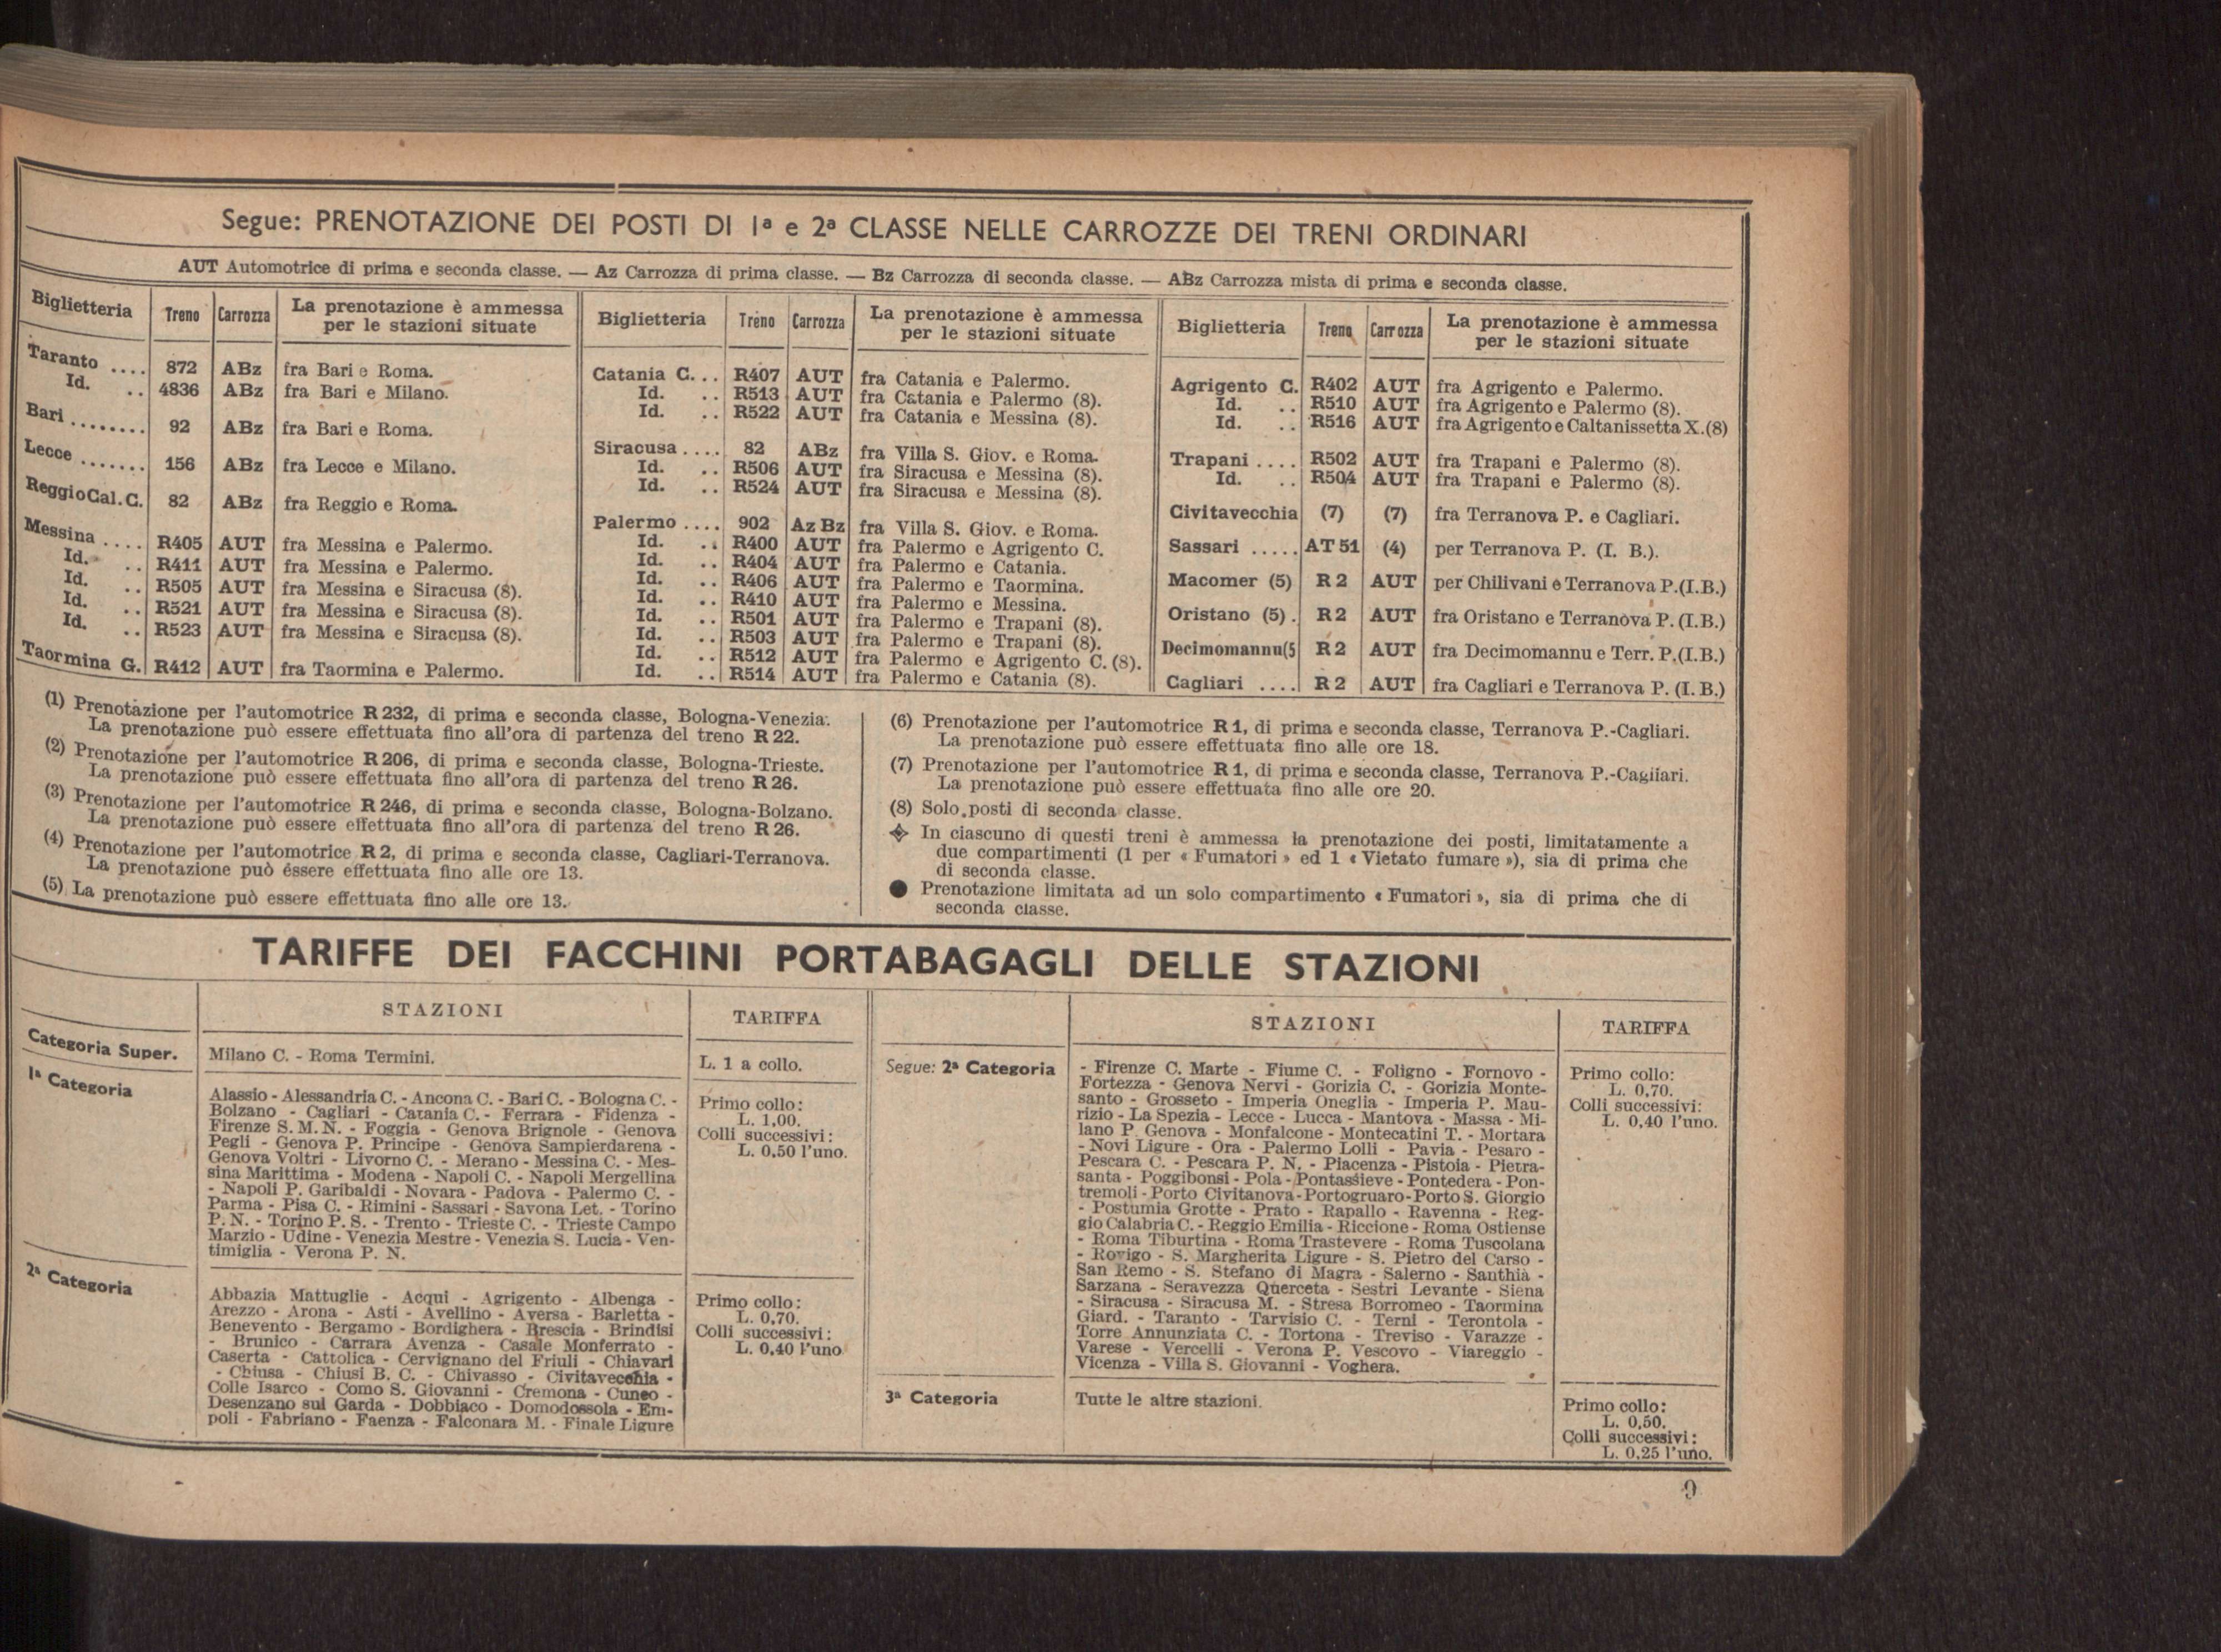 Segue: PRENOTAZIONE DEI POSTI DI Iª e 2ª CLASSE NELLE CARROZZE DEI TRENI ORDINARI
AUT Automotrice di prima e seconda classe. — Az Carrozza di prima classe. — Bz Carrozza di seconda classe. — ABz Carrozza mista di prima e seconda classe.
Biglietteria Treno Carrozza La prenotazione è ammessa per le stazioni situate
Taranto .... 872 ABz fra Bari e Roma.
Id. .. 4836 ABz fra Bari e Milano.
Bari ........ 92 ABz fra Bari e Roma.
Lecce ....... 156 ABz fra Lecce e Milano.
Reggio Cal. C. 82 ABz fra Reggio e Roma.
Messina .... R405 AUT fra Messina e Palermo.
Id. .. R411 AUT fra Messina e Palermo.
Id. .. R505 AUT fra Messina e Siracusa (8).
Id. .. R521 AUT fra Messina e Siracusa (8).
Id. .. R523 AUT fra Messina e Siracusa (8).
Taormina G. R412 AUT fra Taormina e Palermo.
Biglietteria Treno Carrozza La prenotazione è ammessa per le stazioni situate
Catania C. .. R407 AUT fra Catania e Palermo.
Id. .. R513 AUT fra Catania e Palermo (8).
Id. .. R522 AUT fra Catania e Messina (8).
Siracusa .... 82 ABz fra Villa S. Giov. e Roma.
Id. .. R506 AUT fra Siracusa e Messina (8).
Id. .. R524 AUT fra Siracusa e Messina (8).
Palermo .... 902 Az Bz fra Villa S. Giov. e Roma.
Id. .. R400 AUT fra Palermo e Agrigento C.
Id. .. R404 AUT fra Palermo e Catania.
Id. .. R406 AUT fra Palermo e Taormina.
Id. .. R410 AUT fra Palermo e Messina.
Id. .. R501 AUT fra Palermo e Trapani (8).
Id. .. R503 AUT fra Palermo e Trapani (8).
Id. .. R512 AUT fra Palermo e Agrigento C. (8).
Id. .. R514 AUT fra Palermo e Catania (8).
Biglietteria Treno Carrozza La prenotazione è ammessa per le stazioni situate
Agrigento C. R402 AUT fra Agrigento e Palermo.
Id. .. R510 AUT fra Agrigento e Palermo (8).
Id. .. R516 AUT fra Agrigento e Caltanissetta X.(8)
Trapani .... R502 AUT fra Trapani e Palermo (8).
Id. .. R504 AUT fra Trapani e Palermo (8).
Civitavecchia (7) (7) fra Terranova P. e Cagliari.
Sassari ..... AT 51 (4) per Terranova P. (I. B.).
Macomer (5) R 2 AUT per Chilivani e Terranova P.(I.B.)
Oristano (5) . R 2 AUT fra Oristano e Terranova P. (I.B.)
Decimomannu(5 R 2 AUT fra Decimomannu e Terr. P.(I.B.)
Cagliari .... R 2 AUT fra Cagliari e Terranova P. (I. B.)
(1) Prenotazione per l'automotrice R 232, di prima e seconda classe, Bologna-Venezia.
La prenotazione può essere effettuata fino all'ora di partenza del treno R 22.
(2) Prenotazione per l'automotrice R 206, di prima e seconda classe, Bologna-Trieste.
La prenotazione può essere effettuata fino all'ora di partenza del treno R 26.
(3) Prenotazione per l'automotrice R 246, di prima e seconda classe, Bologna-Bolzano.
La prenotazione può essere effettuata fino all'ora di partenza del treno R 26.
(4) Prenotazione per l'automotrice R 2, di prima e seconda classe, Cagliari-Terranova.
La prenotazione può essere effettuata fino alle ore 13.
(5) La prenotazione può essere effettuata fino alle ore 13.
(6) Prenotazione per l'automotrice R 1, di prima e seconda classe, Terranova P.-Cagliari.
La prenotazione può essere effettuata fino alle ore 18.
(7) Prenotazione per l'automotrice R 1, di prima e seconda classe, Terranova P.-Cagliari.
La prenotazione può essere effettuata fino alle ore 20.
(8) Solo posti di seconda classe.
In ciascuno di questi treni è ammessa la prenotazione dei posti, limitatamente a
due compartimenti (1 per « Fumatori » ed 1 « Vietato fumare »), sia di prima che
di seconda classe.
● Prenotazione limitata ad un solo compartimento « Fumatori », sia di prima che di
seconda classe.
TARIFFE DEI FACCHINI PORTABAGAGLI DELLE STAZIONI
STAZIONI TARIFFA
Categoria Super. Milano C. - Roma Termini. L. 1 a collo.
Iª Categoria
Alassio - Alessandria C. - Ancona C. - Bari C. - Bologna C. -
Bolzano - Cagliari - Catania C. - Ferrara - Fidenza -
Firenze S. M. N. - Foggia - Genova Brignole - Genova
Pegli - Genova P. Principe - Genova Sampierdarena -
Genova Voltri - Livorno C. - Merano - Messina C. - Mes-
sina Marittima - Modena - Napoli C. - Napoli Mergellina
- Napoli P. Garibaldi - Novara - Padova - Palermo C. -
Parma - Pisa C. - Rimini - Sassari - Savona Let. - Torino
P. N. - Torino P. S. - Trento - Trieste C. - Trieste Campo
Marzio - Udine - Venezia Mestre - Venezia S. Lucia - Ven-
timiglia - Verona P. N.
Primo collo:
L. 1,00.
Colli successivi:
L. 0,50 l'uno.
2ª Categoria
Abbazia Mattuglie - Acqui - Agrigento - Albenga -
Arezzo - Arona - Asti - Avellino - Aversa - Barletta -
Benevento - Bergamo - Bordighera - Brescia - Brindisi
- Brunico - Carrara Avenza - Casale Monferrato -
Caserta - Cattolica - Cervignano del Friuli - Chiavari
- Chiusa - Chiusi B. C. - Chivasso - Civitavecchia -
Colle Isarco - Como S. Giovanni - Cremona - Cuneo -
Desenzano sul Garda - Dobbiaco - Domodossola - Em-
poli - Fabriano - Faenza - Falconara M. - Finale Ligure
Primo collo:
L. 0,70.
Colli successivi:
L. 0,40 l'uno
STAZIONI TARIFFA
Segue: 2ª Categoria
- Firenze C. Marte - Fiume C. - Foligno - Fornovo -
Fortezza - Genova Nervi - Gorizia C. - Gorizia Monte-
santo - Grosseto - Imperia Oneglia - Imperia P. Mau-
rizio - La Spezia - Lecce - Lucca - Mantova - Massa - Mi-
lano P. Genova - Monfalcone - Montecatini T. - Mortara
- Novi Ligure - Ora - Palermo Lolli - Pavia - Pesaro -
Pescara C. - Pescara P. N. - Piacenza - Pistoia - Pietra-
santa - Poggibonsi - Pola - Pontassieve - Pontedera - Pon-
tremoli - Porto Civitanova - Portogruaro - Porto S. Giorgio
- Postumia Grotte - Prato - Rapallo - Ravenna - Reg-
gio Calabria C. - Reggio Emilia - Riccione - Roma Ostiense
- Roma Tiburtina - Roma Trastevere - Roma Tuscolana
- Rovigo - S. Margherita Ligure - S. Pietro del Carso -
San Remo - S. Stefano di Magra - Salerno - Santhià -
Sarzana - Seravezza Querceta - Sestri Levante - Siena
- Siracusa - Siracusa M. - Stresa Borromeo - Taormina
Giard. - Taranto - Tarvisio C. - Terni - Terontola -
Torre Annunziata C. - Tortona - Treviso - Varazze -
Varese - Vercelli - Verona P. Vescovo - Viareggio -
Vicenza - Villa S. Giovanni - Voghera.
Primo collo:
L. 0,70.
Colli successivi:
L. 0,40 l'uno.
3ª Categoria Tutte le altre stazioni.
Primo collo:
L. 0,50.
Colli successivi:
L. 0,25 l'uno.
9